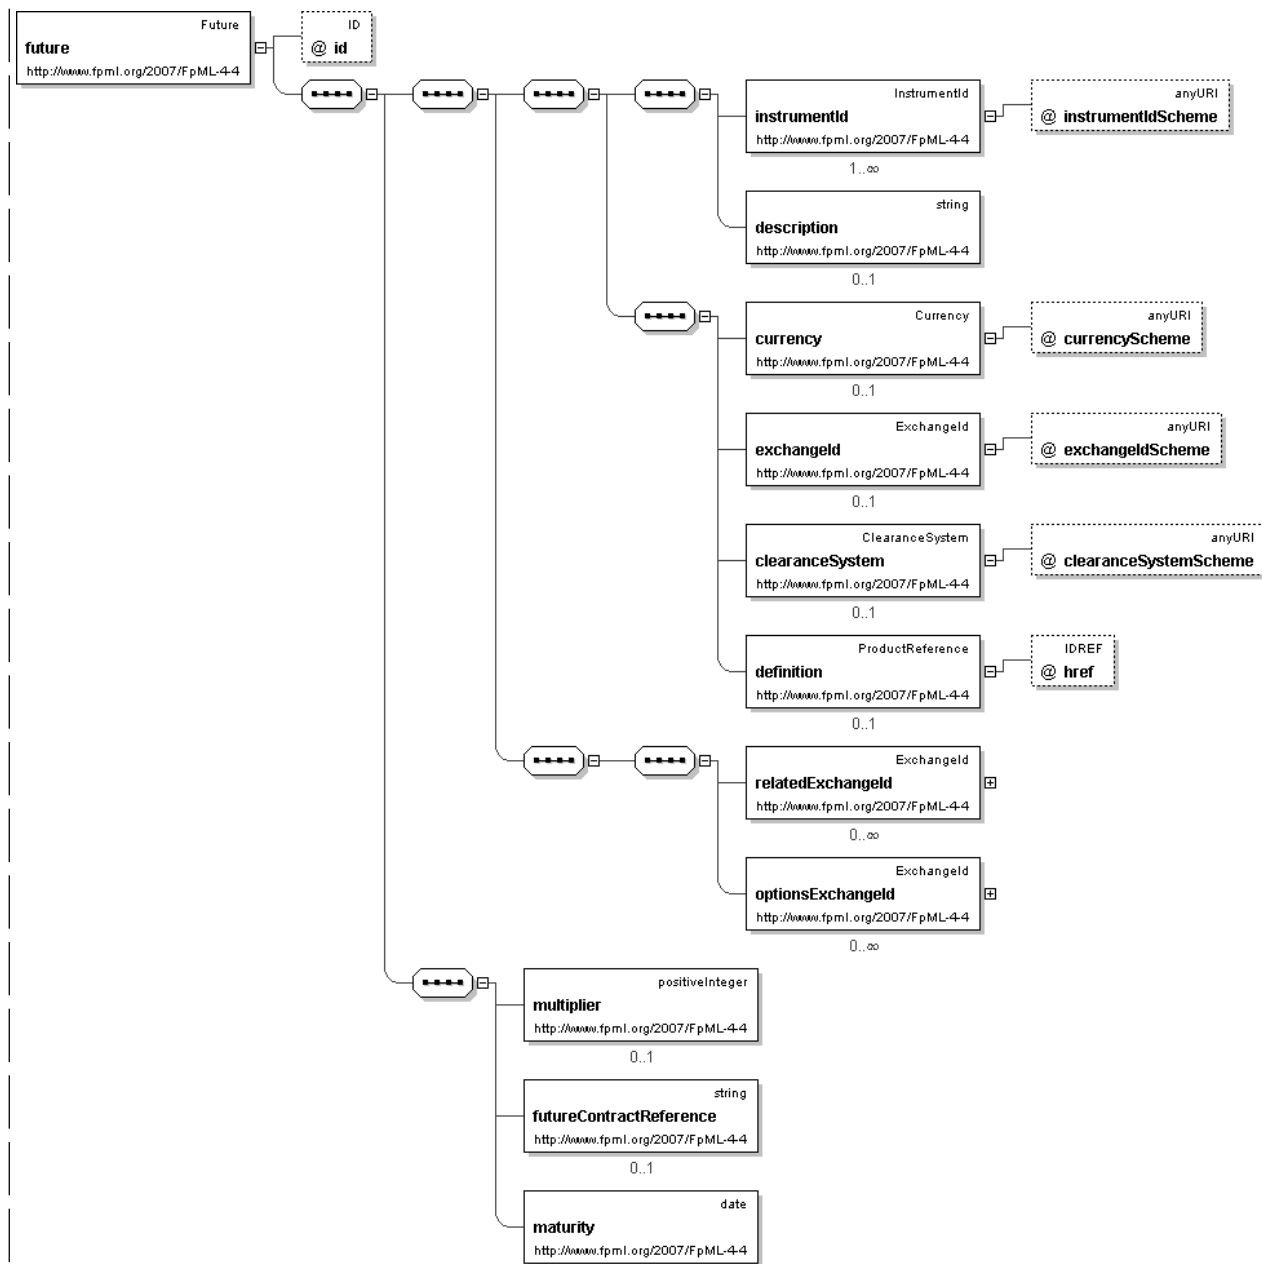 Future
future
http://www.fpml.org/2007/FpML-4-4
ID
@ id
InstrumentId
instrumentId
http://www.fpml.org/2007/FpML-4-4
1..∞
anyURI
@ instrumentIdScheme
string
description
http://www.fpml.org/2007/FpML-4-4
0..1
Currency
currency
http://www.fpml.org/2007/FpML-4-4
0..1
anyURI
@ currencyScheme
ExchangeId
exchangeId
http://www.fpml.org/2007/FpML-4-4
0..1
anyURI
@ exchangeIdScheme
ClearanceSystem
clearanceSystem
http://www.fpml.org/2007/FpML-4-4
0..1
anyURI
@ clearanceSystemScheme
ProductReference
definition
http://www.fpml.org/2007/FpML-4-4
0..1
IDREF
@ href
ExchangeId
relatedExchangeId
http://www.fpml.org/2007/FpML-4-4
0..∞
ExchangeId
optionsExchangeId
http://www.fpml.org/2007/FpML-4-4
0..∞
positiveInteger
multiplier
http://www.fpml.org/2007/FpML-4-4
0..1
string
futureContractReference
http://www.fpml.org/2007/FpML-4-4
0..1
date
maturity
http://www.fpml.org/2007/FpML-4-4